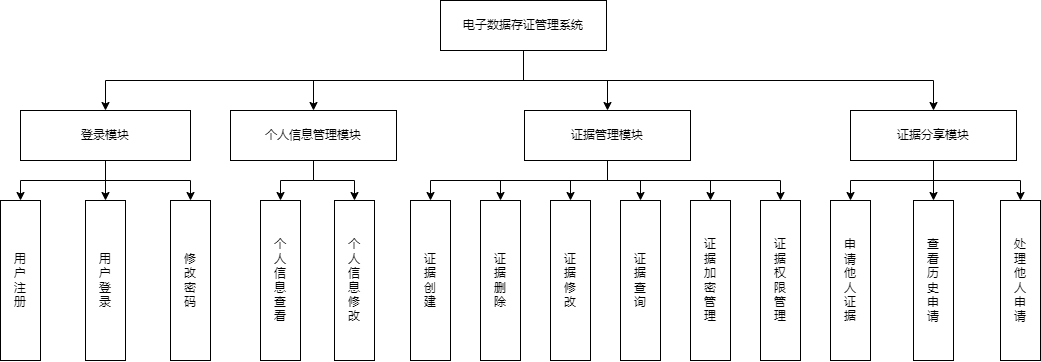 电子数据存证管理系统
登录模块
个人信息管理模块
证据管理模块
证据分享模块
用户注册
用户登录
修改密码
个人信息查看
个人信息修改
证据创建
证据删除
证据修改
证据查询
证据加密管理
证据权限管理
申请他人证据
查看历史申请
处理他人申请